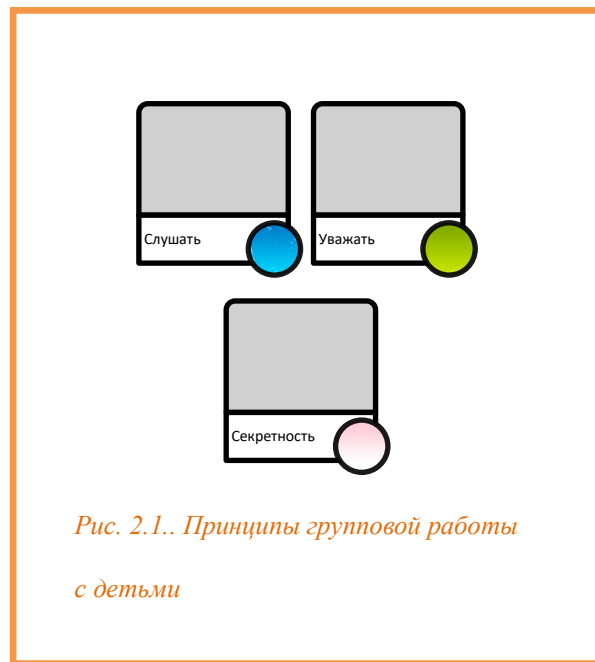 Слушать
Уважать
Секретность
Рис. 2.1.. Принципы групповой работы
с детьми